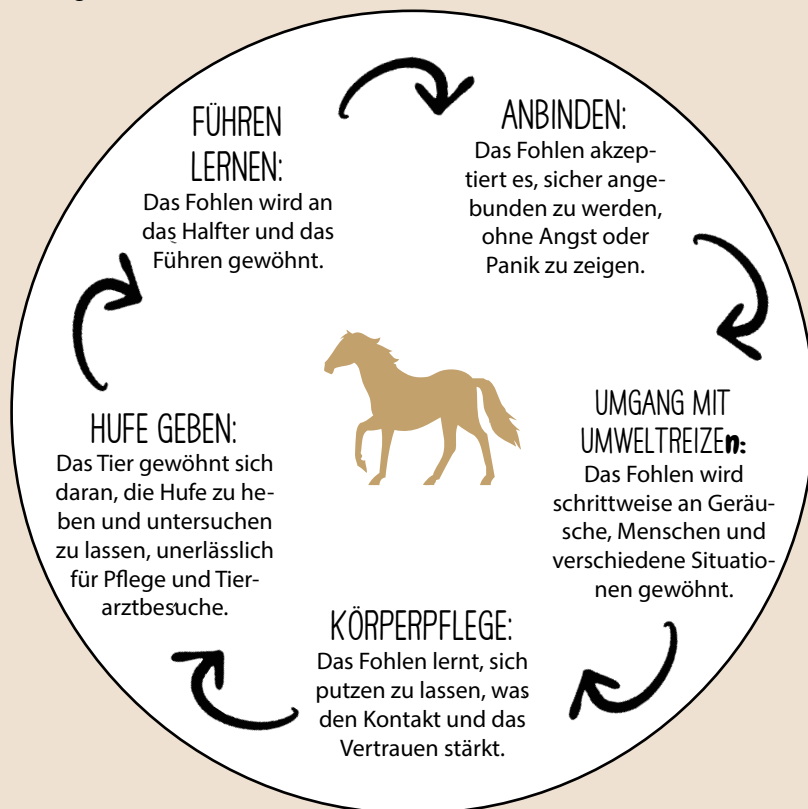 FÜHREN
LERNEN:
Das Fohlen wird an
das Halfter und das
Führen gewöhnt.
ANBINDEN:
Das Fohlen akzep-
tiert es, sicher ange-
bunden zu werden,
ohne Angst oder
Panik zu zeigen.
UMGANG MIT
UMWELTREIZEn:
Das Fohlen wird
schrittweise an Geräu-
sche, Menschen und
verschiedene Situatio-
nen gewöhnt.
KÖRPERPFLEGE:
Das Fohlen lernt, sich
putzen zu lassen, was
den Kontakt und das
Vertrauen stärkt.
HUFE GEBEN:
Das Tier gewöhnt sich
daran, die Hufe zu he-
ben und untersuchen
zu lassen, unerlässlich
für Pflege und Tier-
arztbesuche.